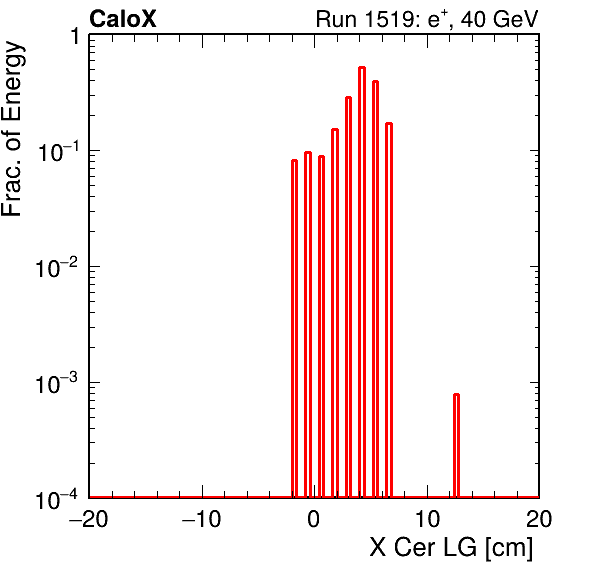 CaloX Run 1519: e⁺, 40 GeV
Frac. of Energy
1
10⁻¹
10⁻²
10⁻³
10⁻⁴
−20 −10 0 10 20
X Cer LG [cm]